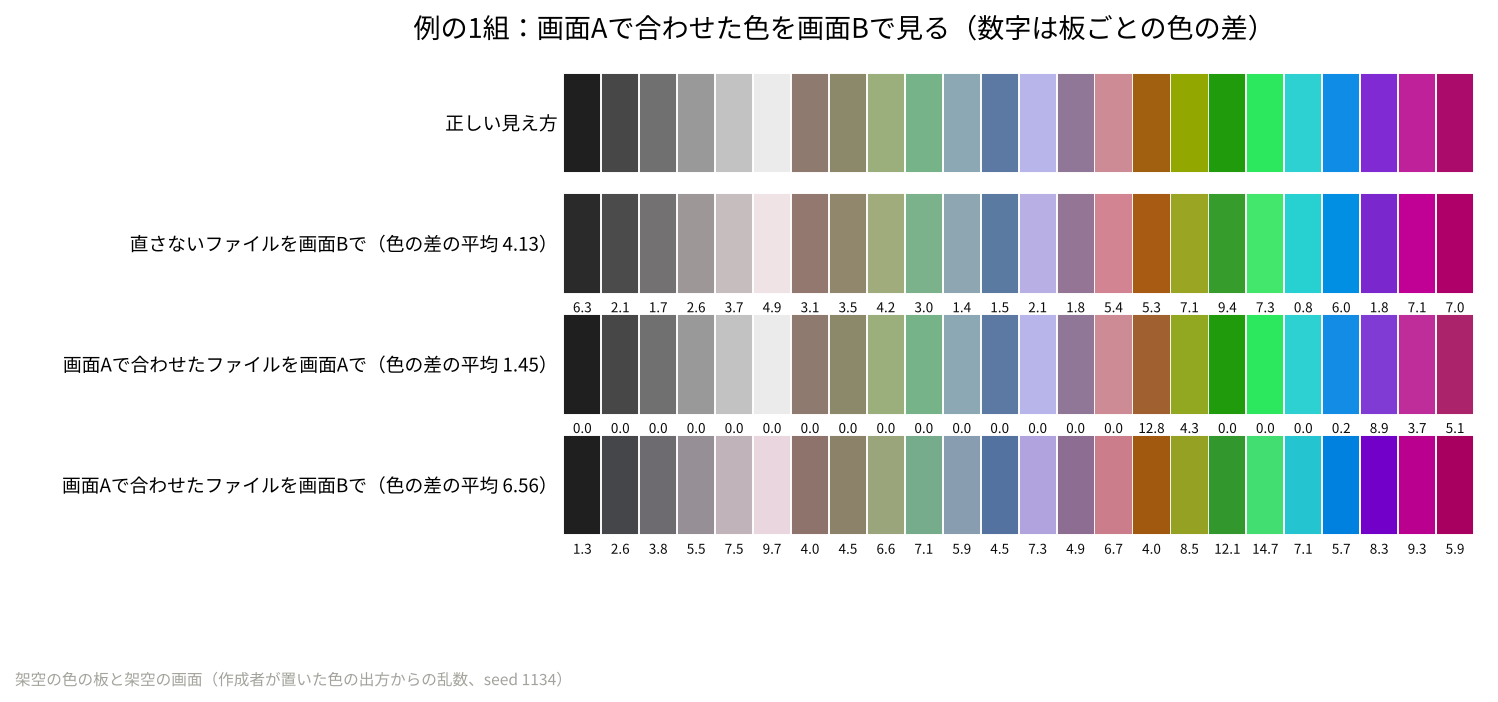 例の1組：画面Aで合わせた色を画面Bで見る（数字は板ごとの色の差）
正しい見え方
直さないファイルを画面Bで（色の差の平均 4.13）
6.3 2.1 1.7 2.6 3.7 4.9 3.1 3.5 4.2 3.0 1.4 1.5 2.1 1.8 5.4 5.3 7.1 9.4 7.3 0.8 6.0 1.8 7.1 7.0
画面Aで合わせたファイルを画面Aで（色の差の平均 1.45）
0.0 0.0 0.0 0.0 0.0 0.0 0.0 0.0 0.0 0.0 0.0 0.0 0.0 0.0 0.0 12.8 4.3 0.0 0.0 0.0 0.2 8.9 3.7 5.1
画面Aで合わせたファイルを画面Bで（色の差の平均 6.56）
1.3 2.6 3.8 5.5 7.5 9.7 4.0 4.5 6.6 7.1 5.9 4.5 7.3 4.9 6.7 4.0 8.5 12.1 14.7 7.1 5.7 8.3 9.3 5.9
架空の色の板と架空の画面（作成者が置いた色の出方からの乱数、seed 1134）